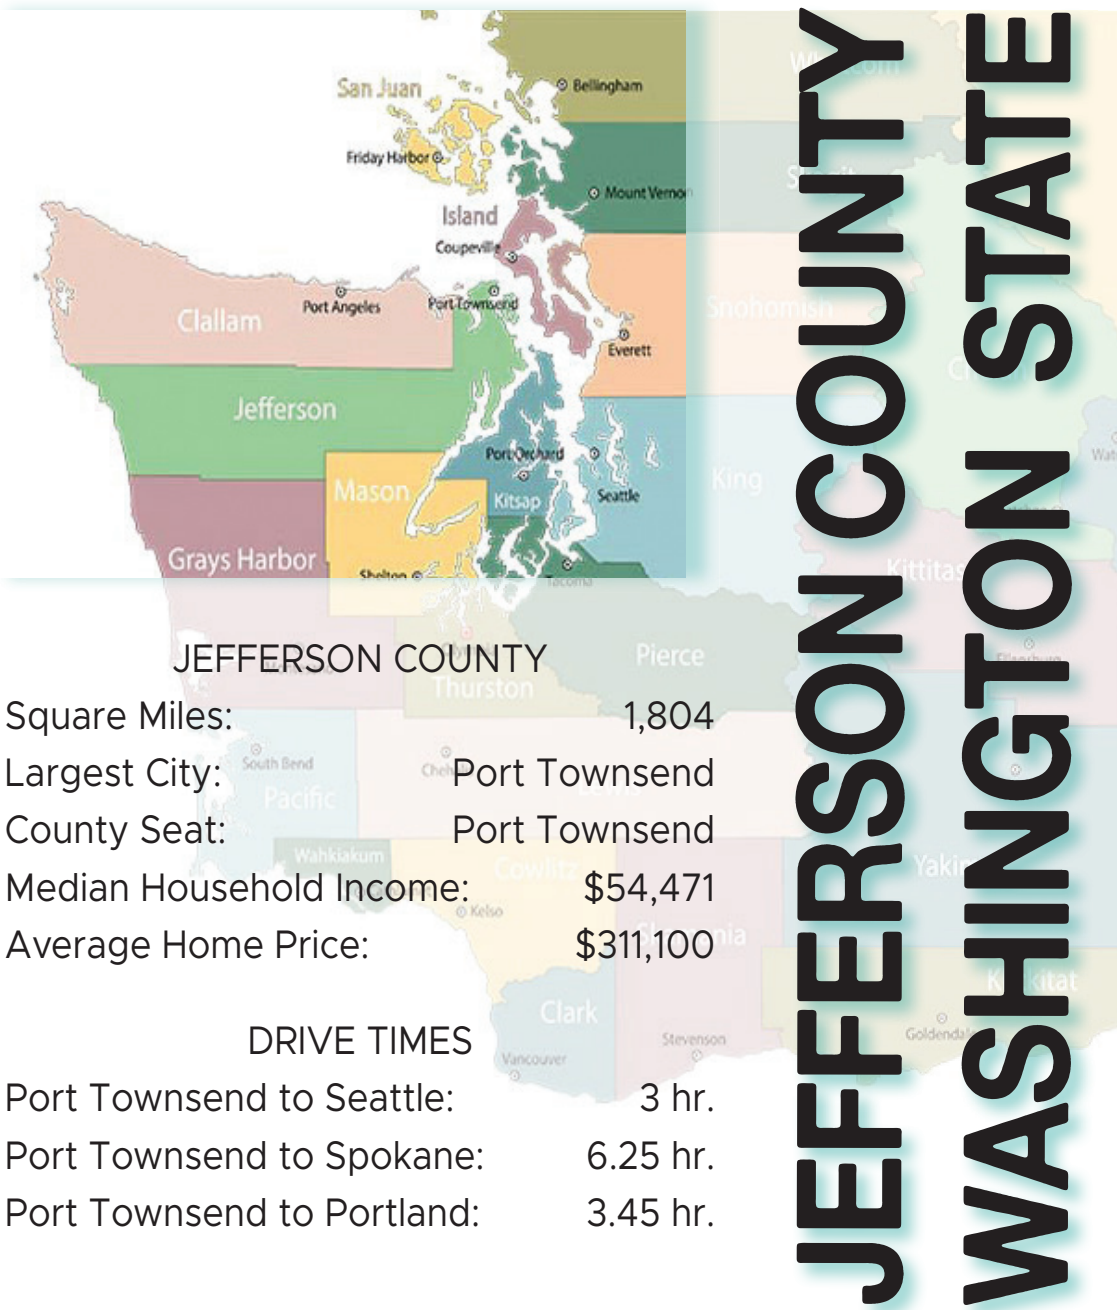 JEFFERSON COUNTY
WASHINGTON STATE
Bellingham
San Juan
Friday Harbor
Mount Vernon
Island
Coupeville
Port Angeles
Port Townsend
Clallam
Snohomish
Everett
Jefferson
Port Orchard
Mason
Kitsap
Seattle
King
Grays Harbor
Shelton
Tacoma
Kittitas
JEFFERSON COUNTY
Pierce
Thurston
Square Miles: 1,804
South Bend
Largest City: Port Townsend
Pacific
Lewis
County Seat: Port Townsend
Wahkiakum
Cowlitz
Median Household Income: $54,471
Kelso
Average Home Price: $311,100
Skamania
Clark
Goldendale
DRIVE TIMES
Stevenson
Vancouver
Port Townsend to Seattle: 3 hr.
Port Townsend to Spokane: 6.25 hr.
Port Townsend to Portland: 3.45 hr.